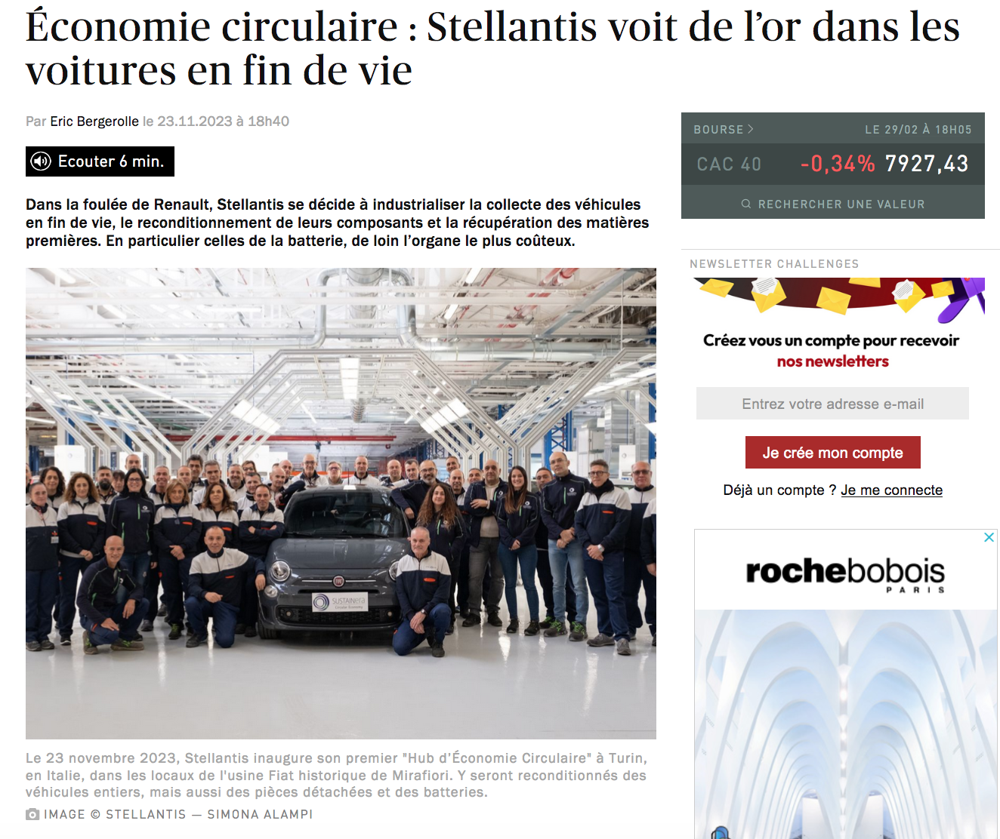 Économie circulaire : Stellantis voit de l’or dans les
voitures en fin de vie
Par Eric Bergerolle le 23.11.2023 à 18h40
Ecouter 6 min.
Dans la foulée de Renault, Stellantis se décide à industrialiser la collecte des véhicules
en fin de vie, le reconditionnement de leurs composants et la récupération des matières
premières. En particulier celles de la batterie, de loin l’organe le plus coûteux.
SUSTAINera
Circular Economy
Le 23 novembre 2023, Stellantis inaugure son premier "Hub d’Économie Circulaire" à Turin,
en Italie, dans les locaux de l'usine Fiat historique de Mirafiori. Y seront reconditionnés des
véhicules entiers, mais aussi des pièces détachées et des batteries.
IMAGE © STELLANTIS — SIMONA ALAMPI
BOURSE
LE 29/02 À 18H05
CAC 40 -0,34% 7927,43
RECHERCHER UNE VALEUR
NEWSLETTER CHALLENGES
Créez vous un compte pour recevoir
nos newsletters
Entrez votre adresse e-mail
Je crée mon compte
Déjà un compte ? Je me connecte
rochebobois
PARIS